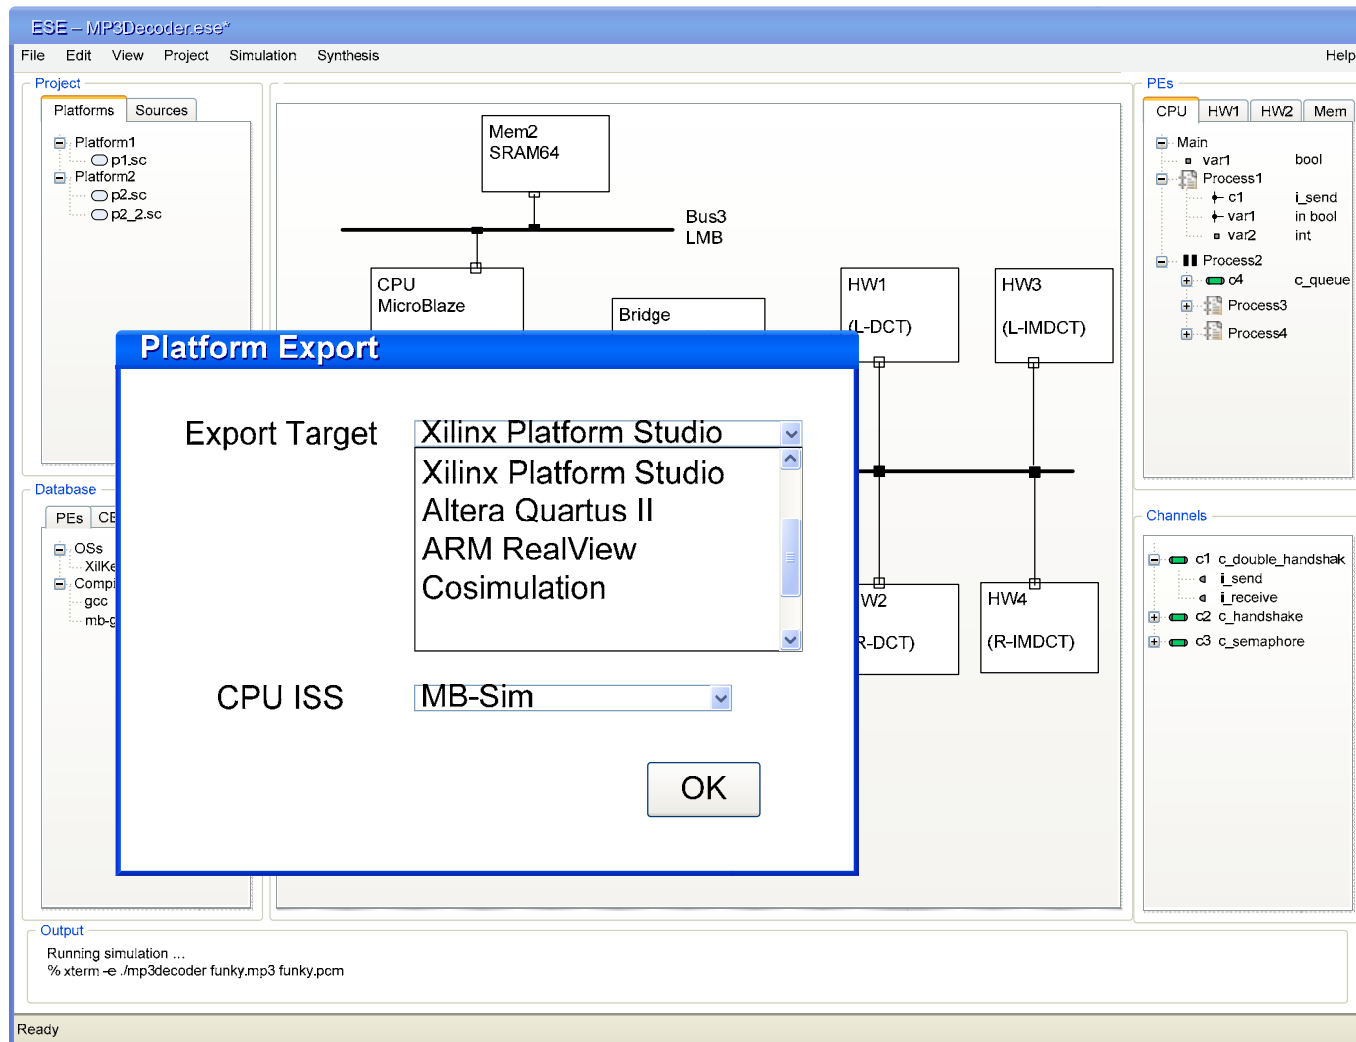 ESE – MP3Decoder.ese*
File Edit View Project Simulation Synthesis Help
Project
Platforms Sources
Platform1
p1.sc
Platform2
p2.sc
p2_2.sc
Database
PEs
OSs
gcc
Mem2
SRAM64
Bus3
LMB
CPU
MicroBlaze
Bridge
HW1
(L-DCT)
HW3
(L-IMDCT)
HW4
(R-IMDCT)
Platform Export
Export Target Xilinx Platform Studio
Xilinx Platform Studio
Altera Quartus II
ARM RealView
Cosimulation
CPU ISS MB-Sim
OK
PEs
CPU HW1 HW2 Mem
Main
var1 bool
Process1
c1 i_send
var1 in bool
var2 int
Process2
c4 c_queue
Process3
Process4
Channels
c1 c_double_handshak
i_send
i_receive
c2 c_handshake
c3 c_semaphore
Output
Running simulation ...
% xterm -e ./mp3decoder funky.mp3 funky.pcm
Ready